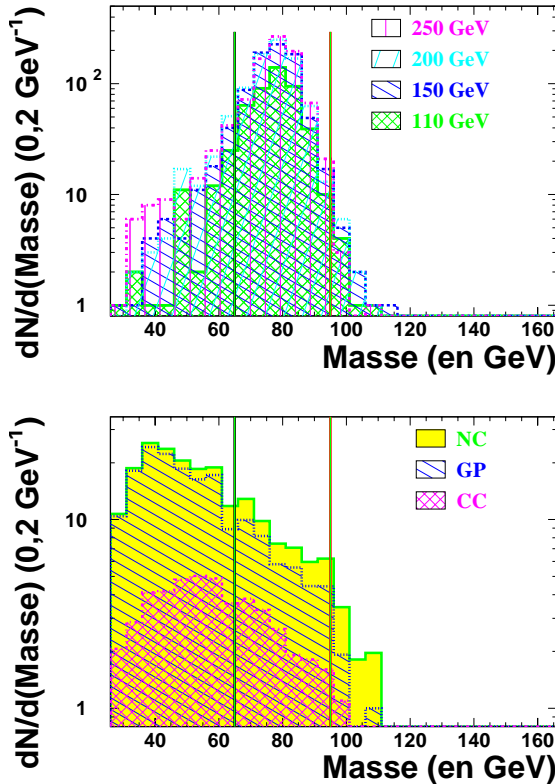 dN/d(Masse) (0,2 GeV⁻¹)
250 GeV
200 GeV
150 GeV
110 GeV
10²
10
1
40 60 80 100 120 140 160
Masse (en GeV)
dN/d(Masse) (0,2 GeV⁻¹)
NC
GP
CC
10
1
40 60 80 100 120 140 160
Masse (en GeV)